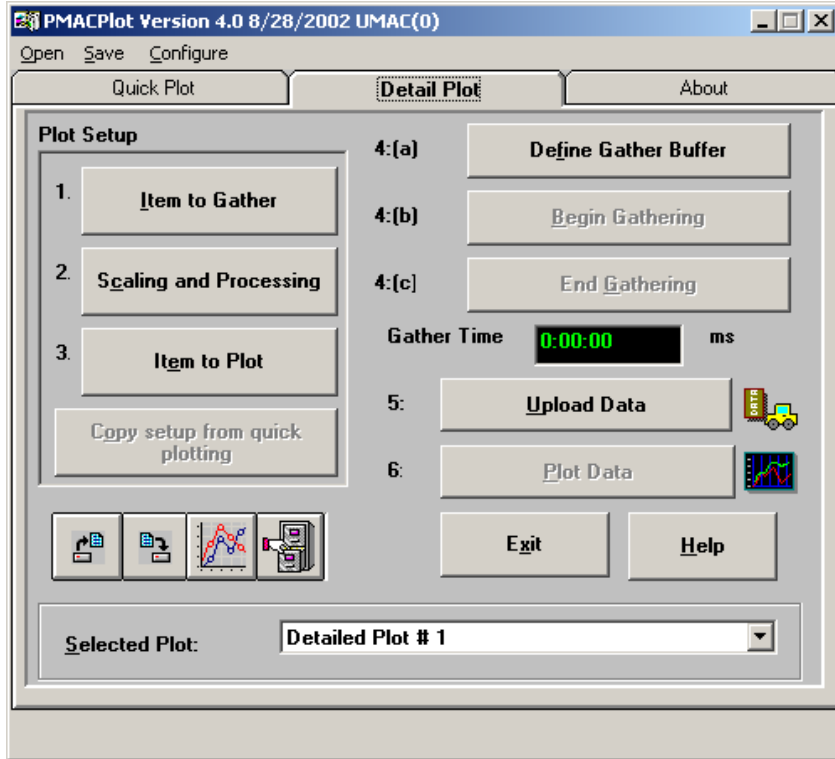 PMACPlot Version 4.0 8/28/2002 UMAC(0)
Open Save Configure
Quick Plot Detail Plot About
Plot Setup
1. Item to Gather
2. Scaling and Processing
3. Item to Plot
Copy setup from quick
plotting
4:(a) Define Gather Buffer
4:(b) Begin Gathering
4:(c] End Gathering
Gather Time 0:00:00 ms
5: Upload Data
DATA
6: Plot Data
Exit Help
Selected Plot: Detailed Plot # 1